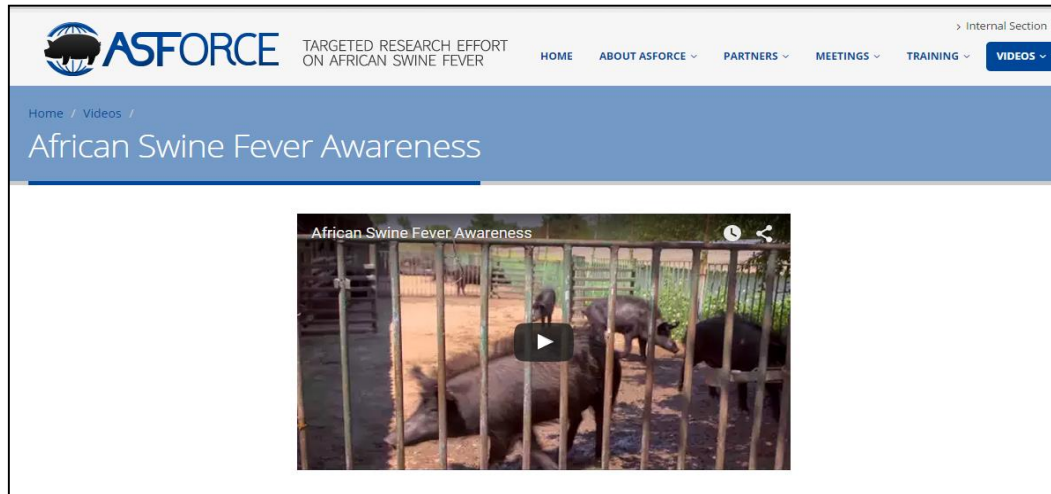 > Internal Section
ASFORCE
TARGETED RESEARCH EFFORT
ON AFRICAN SWINE FEVER
HOME ABOUT ASFORCE PARTNERS MEETINGS TRAINING VIDEOS
Home / Videos /
African Swine Fever Awareness
African Swine Fever Awareness